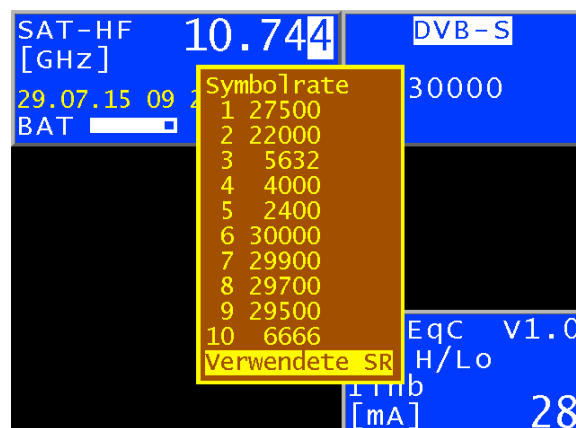 SAT-HF 10.744
[GHz]
29.07.15 09
BAT
DVB-S
30000
Symbolrate
1 27500
2 22000
3 5632
4 4000
5 2400
6 30000
7 29900
8 29700
9 29500
10 6666
Verwendete SR
EqC V1.0
H/Lo
[mA] 28